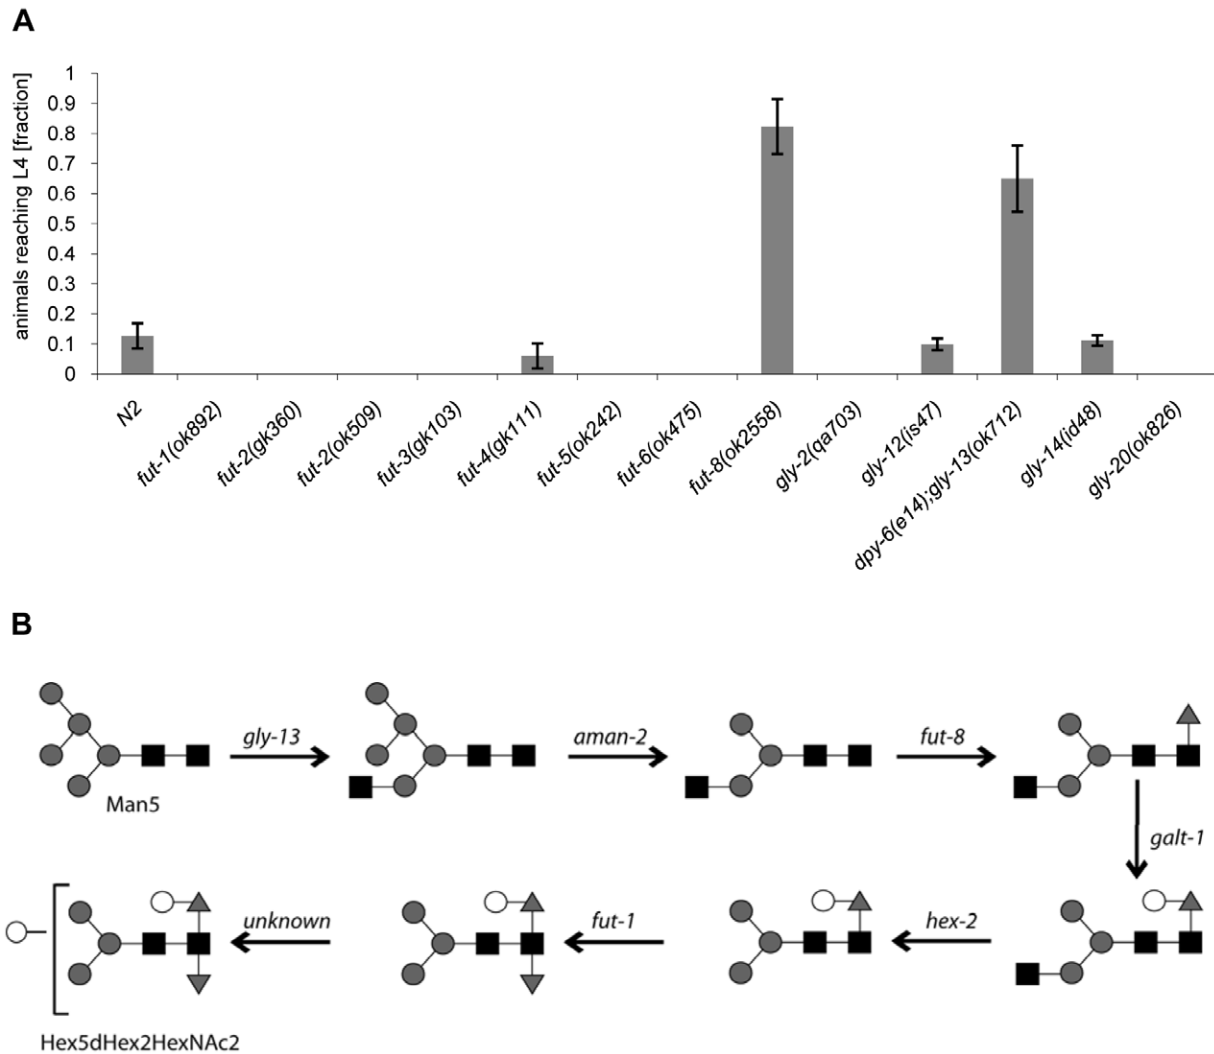 A
animals reaching L4 [fraction]
1
0.9
0.8
0.7
0.6
0.5
0.4
0.3
0.2
0.1
0
N2
fut-1(ok892)
fut-2(gk360)
fut-2(ok509)
fut-3(gk103)
fut-4(gk111)
fut-5(ok242)
fut-6(ok475)
fut-8(ok2558)
gly-2(qa703)
gly-12(is47)
dpy-6(e14);gly-13(ok712)
gly-14(id48)
gly-20(ok826)
B
gly-13
aman-2
fut-8
Man5
galt-1
unknown
fut-1
hex-2
Hex5dHex2HexNAc2